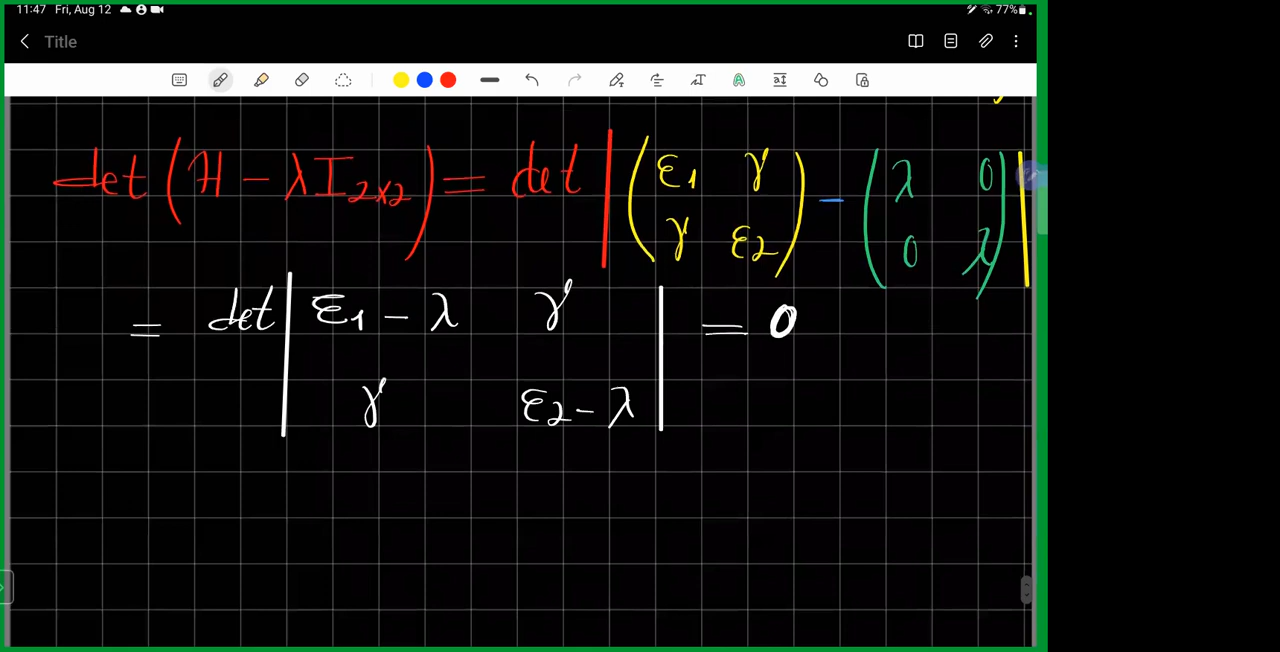 11:47 Fri, Aug 12 77%
Title
det(H - λI₂ₓ₂) = det | (ε₁ γ γ ε₂) - (λ 0 0 λ) |
= det | ε₁ - λ γ | = 0
γ ε₂ - λ